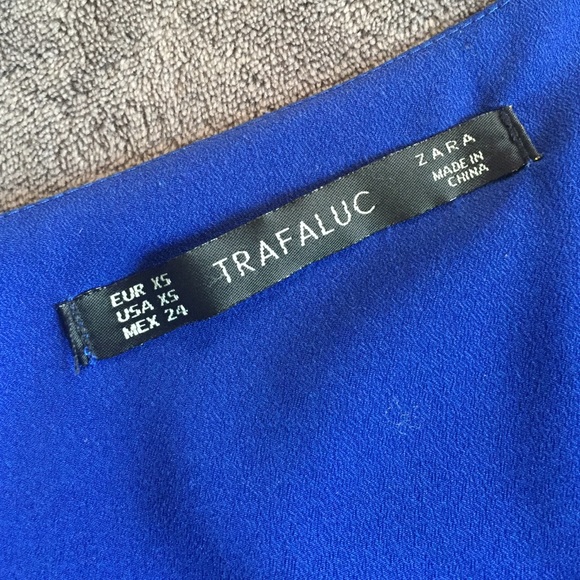 EUR XS
USA XS
MEX 24
TRAFALUC
ZARA
MADE IN
CHINA